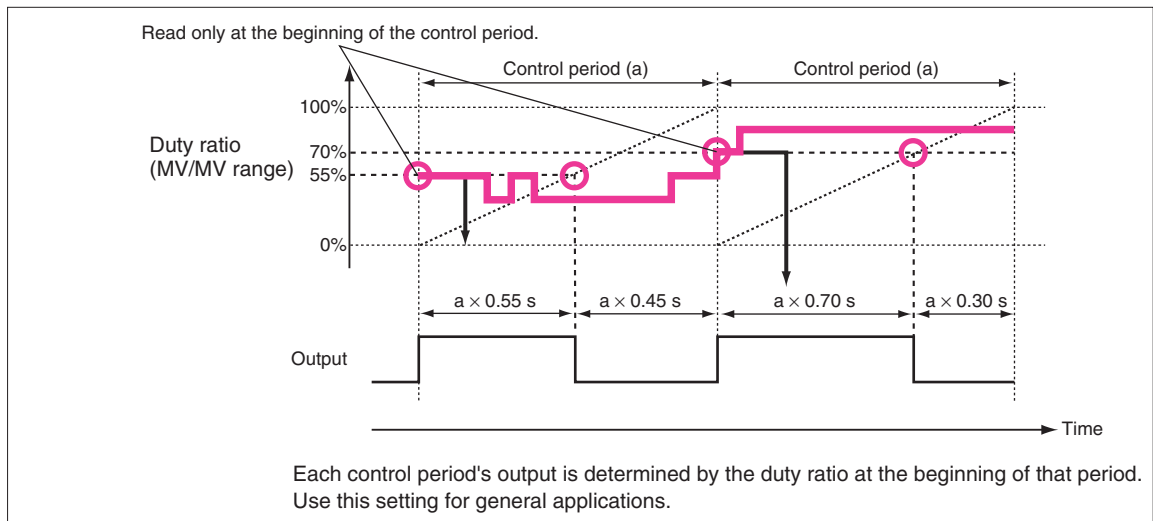 Read only at the beginning of the control period.
Control period (a)
Control period (a)
100%
Duty ratio
(MV/MV range)
70%
55%
0%
a × 0.55 s
a × 0.45 s
a × 0.70 s
a × 0.30 s
Output
Time
Each control period's output is determined by the duty ratio at the beginning of that period.
Use this setting for general applications.